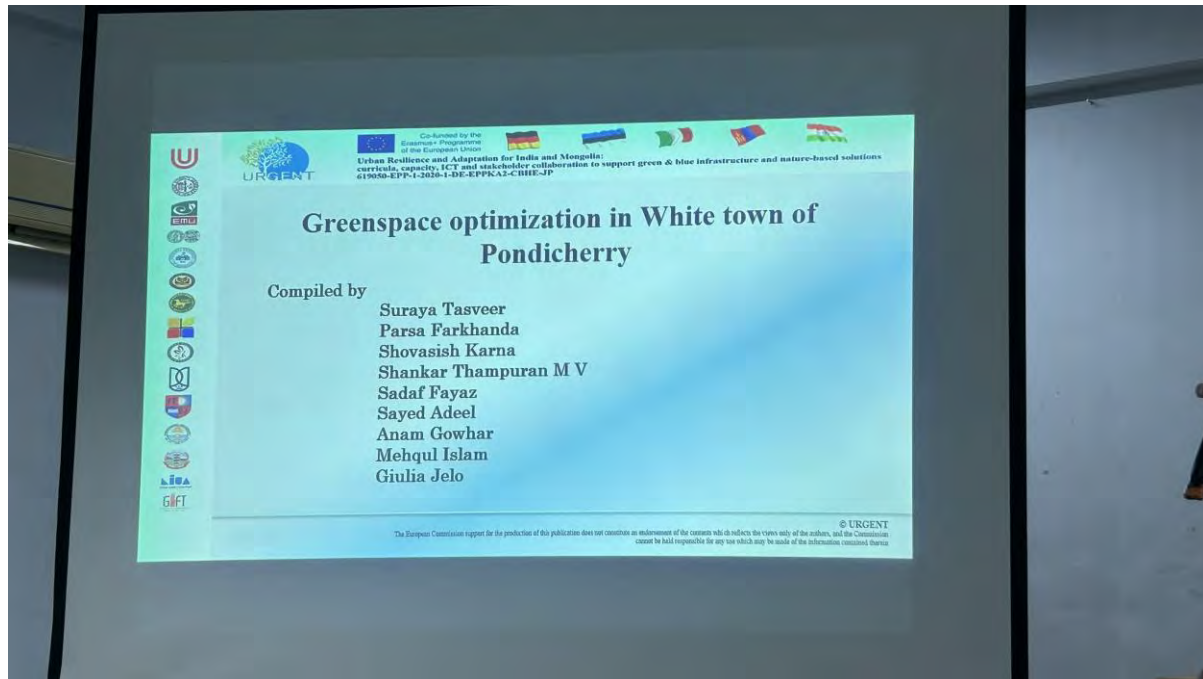 URGENT
Co-funded by the
Erasmus+ Programme
of the European Union
Urban Resilience and Adaptation for India and Mongolia:
curricula, capacity, ICT and stakeholder collaboration to support green & blue infrastructure and nature-based solutions
619050-EPP-1-2020-1-DE-EPPKA2-CBHE-JP
EMU
GIFT
Greenspace optimization in White town of
Pondicherry
Compiled by
Suraya Tasveer
Parsa Farkhanda
Shovasish Karna
Shankar Thampuran M V
Sadaf Fayaz
Sayed Adeel
Anam Gowhar
Mehqul Islam
Giulia Jelo
© URGENT
The European Commission support for the production of this publication does not constitute an endorsement of the contents which reflects the views only of the authors, and the Commission
cannot be held responsible for any use which may be made of the information contained therein